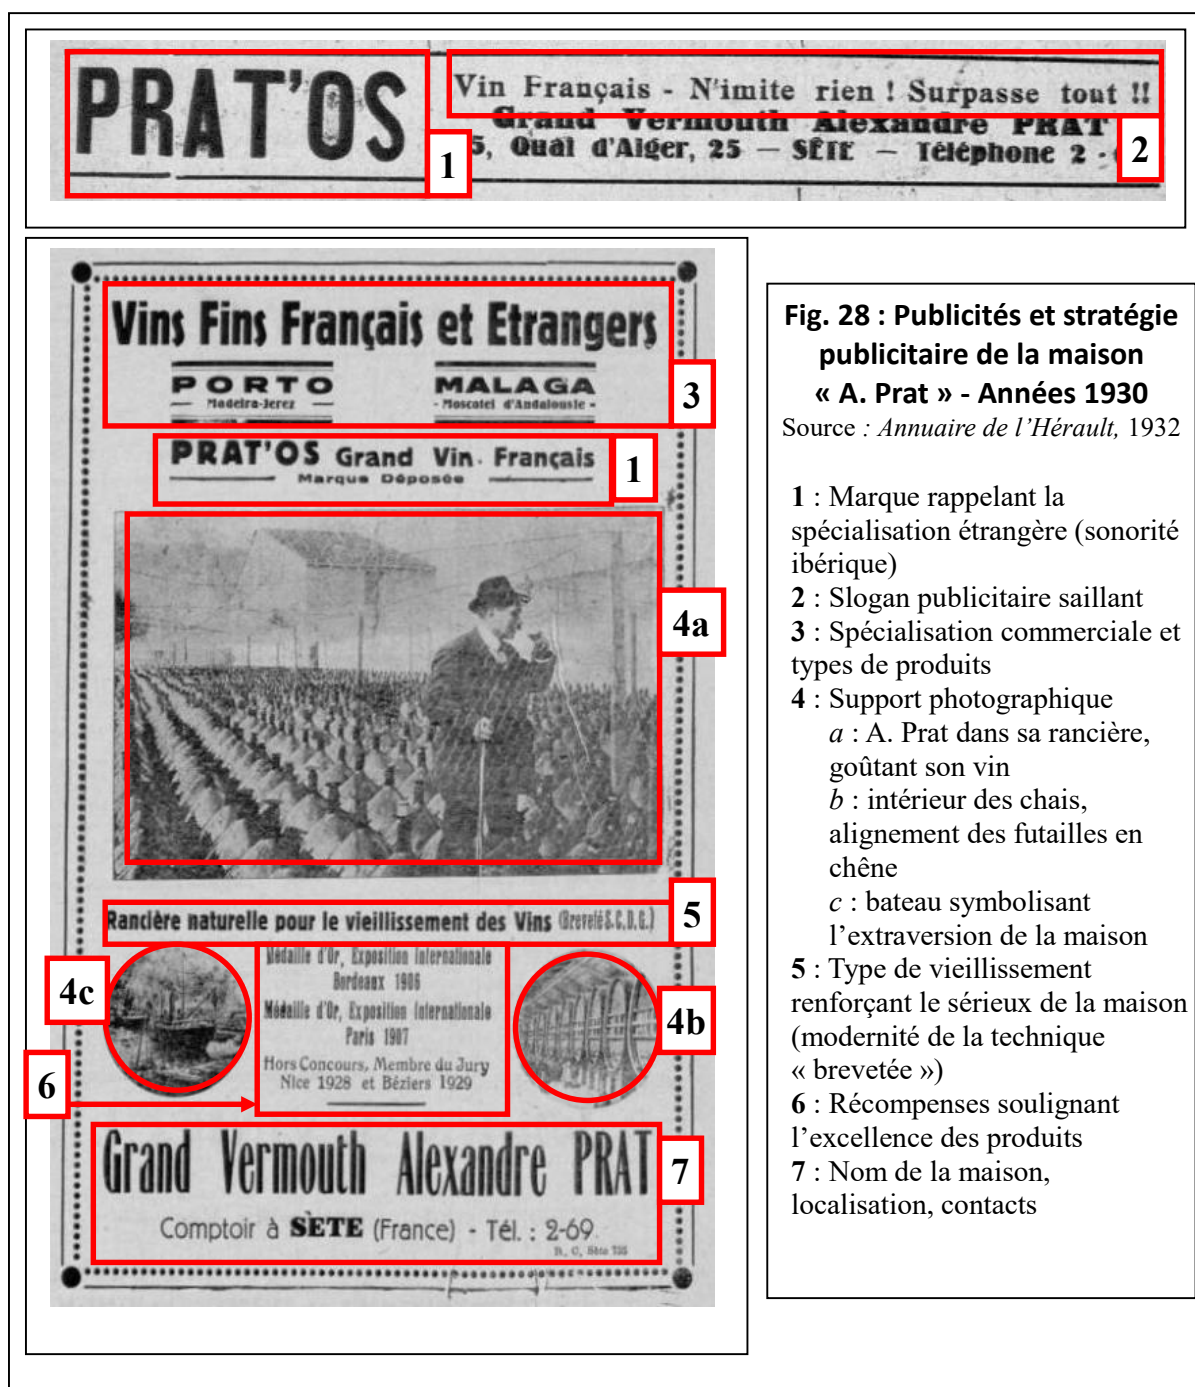 PRAT'OS
1
Vin Français - N'imite rien ! Surpasse tout !!
Grand Vermouth Alexandre PRAT
5, Quai d'Alger, 25 — SÈTE — Téléphone 2 -
2
Vins Fins Français et Etrangers
PORTO
Madeira-Jerez
MALAGA
- Moscatel d'Andalousie -
3
PRAT'OS Grand Vin Français
Marque Déposée
1
4a
Rancière naturelle pour le vieillissement des Vins (Breveté S.G.D.G.)
5
4c
Médaille d'Or, Exposition Internationale
Bordeaux 1906
Médaille d'Or, Exposition Internationale
Paris 1907
Hors Concours, Membre du Jury
Nice 1928 et Béziers 1929
4b
6
Grand Vermouth Alexandre PRAT
Comptoir à SÈTE (France) - Tél. : 2-69
R. C. Sète 755
7
Fig. 28 : Publicités et stratégie
publicitaire de la maison
« A. Prat » - Années 1930
Source : Annuaire de l'Hérault, 1932
1 : Marque rappelant la
spécialisation étrangère (sonorité
ibérique)
2 : Slogan publicitaire saillant
3 : Spécialisation commerciale et
types de produits
4 : Support photographique
a : A. Prat dans sa rancière,
goûtant son vin
b : intérieur des chais,
alignement des futailles en
chêne
c : bateau symbolisant
l'extraversion de la maison
5 : Type de vieillissement
renforçant le sérieux de la maison
(modernité de la technique
« brevetée »)
6 : Récompenses soulignant
l'excellence des produits
7 : Nom de la maison,
localisation, contacts